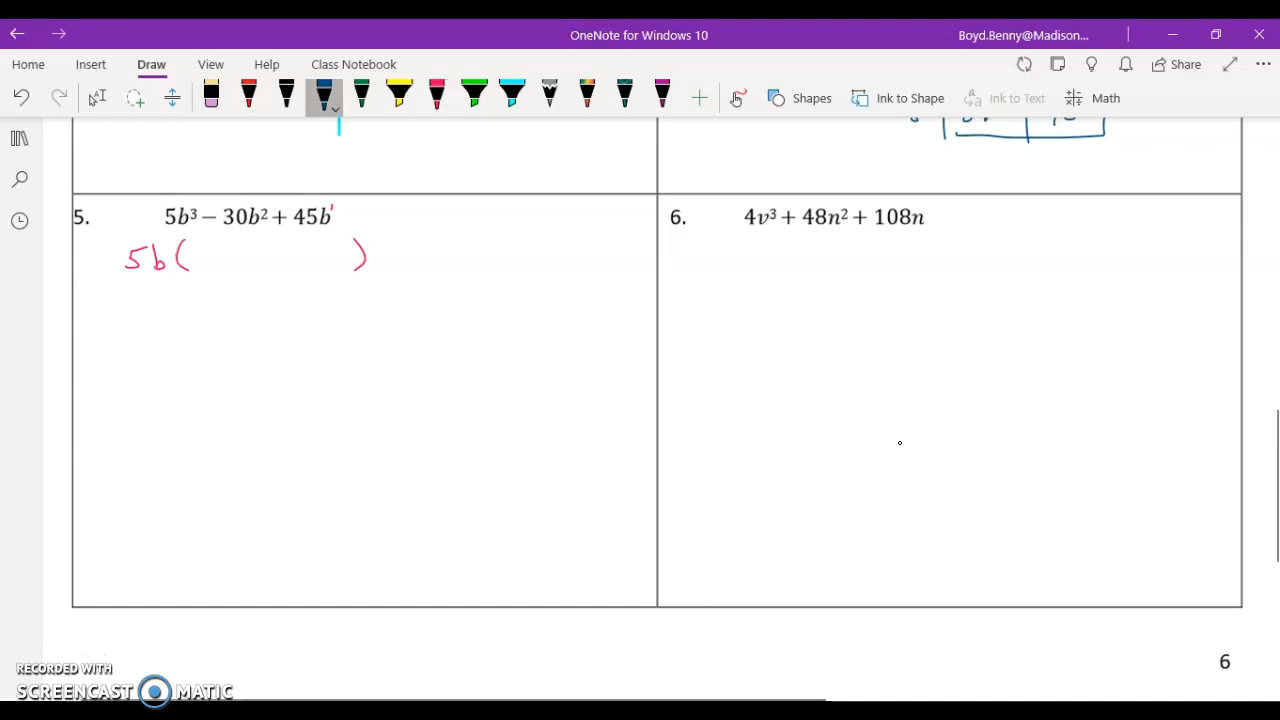 OneNote for Windows 10
Boyd.Benny@Madison...
Home Insert Draw View Help Class Notebook Share
Shapes Ink to Shape Ink to Text Math
5. 5b³ − 30b² + 45b¹
5b( )
6. 4v³ + 48n² + 108n
6
RECORDED WITH
SCREENCAST MATIC